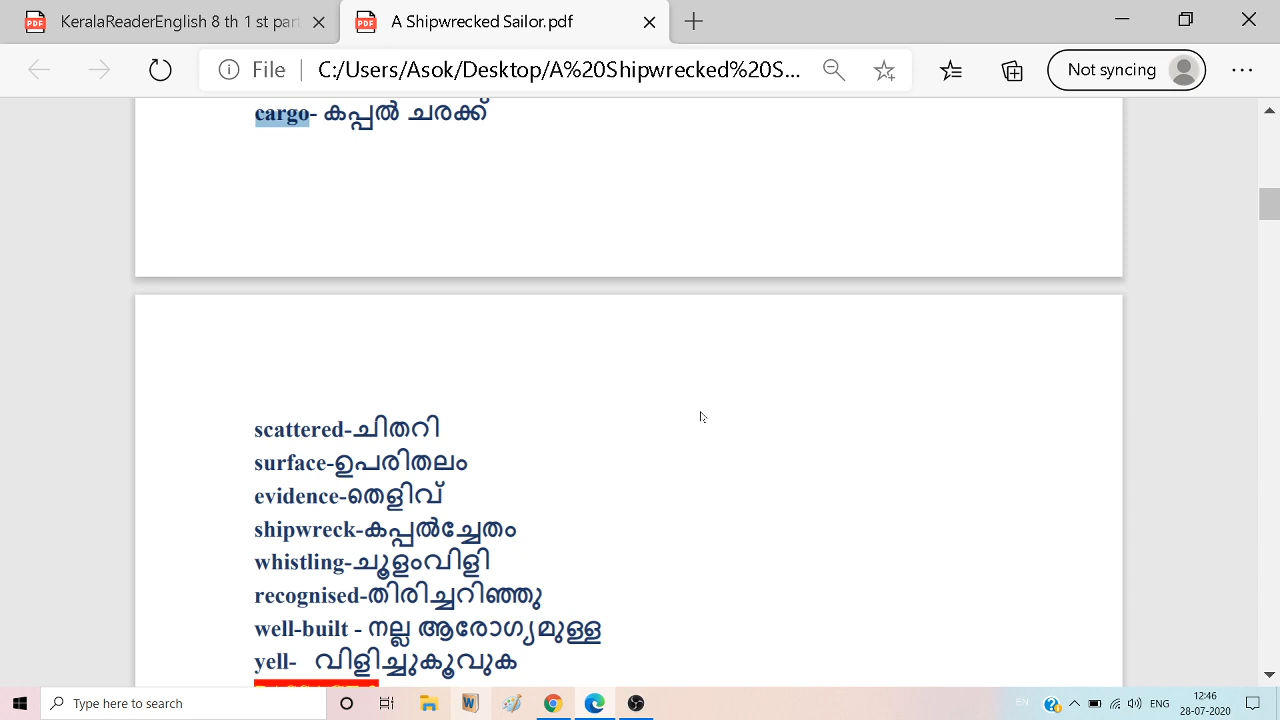 KeralaReaderEnglish 8 th 1 st part
A Shipwrecked Sailor.pdf
File
C:/Users/Asok/Desktop/A%20Shipwrecked%20S...
Not syncing
cargo- കപ്പൽ ചരക്ക്
scattered-ചിതറി
surface-ഉപരിതലം
evidence-തെളിവ്
shipwreck-കപ്പൽച്ചേതം
whistling-ചൂളംവിളി
recognised-തിരിച്ചറിഞ്ഞു
well-built - നല്ല ആരോഗ്യമുള്ള
yell- വിളിച്ചുകൂവുക
Type here to search
EN
ENG
12:46
28-07-2020